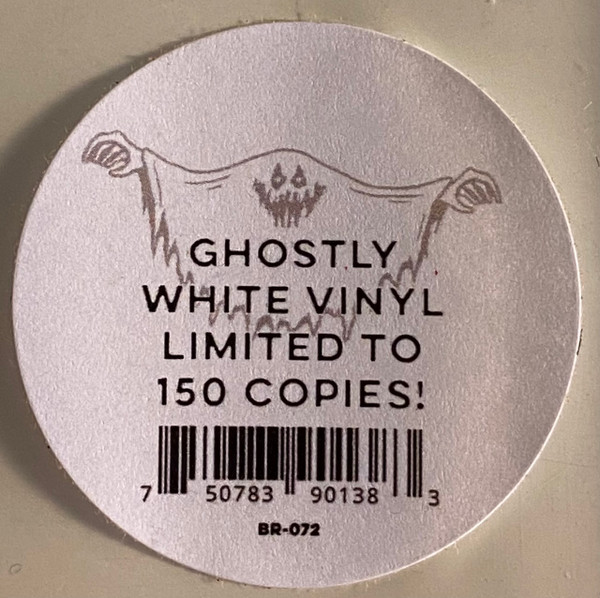 GHOSTLY
WHITE VINYL
LIMITED TO
150 COPIES!
7 50783 90138 3
BR-072